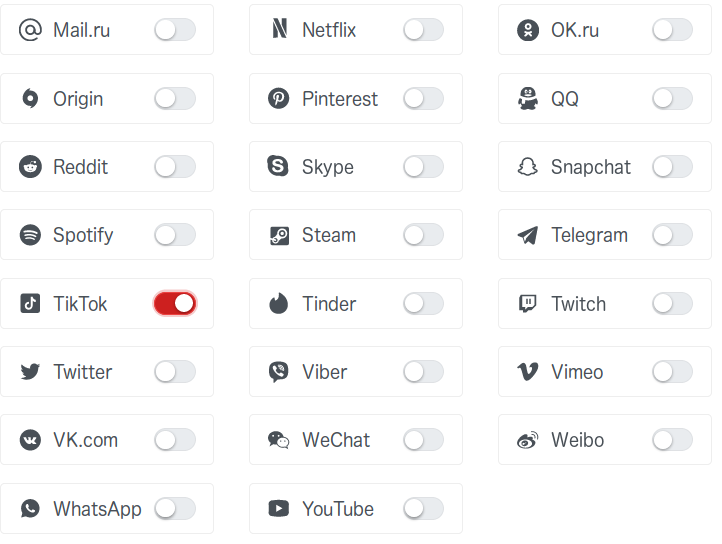 Mail.ru
Netflix
OK.ru
Origin
Pinterest
QQ
Reddit
Skype
Snapchat
Spotify
Steam
Telegram
TikTok
Tinder
Twitch
Twitter
Viber
Vimeo
VK.com
WeChat
Weibo
WhatsApp
YouTube